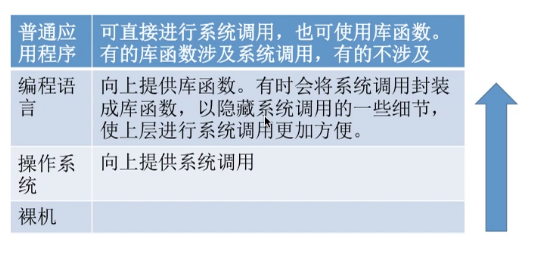 普通应
用程序
可直接进行系统调用，也可使用库函数。
有的库函数涉及系统调用，有的不涉及
编程语
言
向上提供库函数。有时会将系统调用封装
成库函数，以隐藏系统调用的一些细节，
使上层进行系统调用更加方便。
操作系
统
向上提供系统调用
裸机